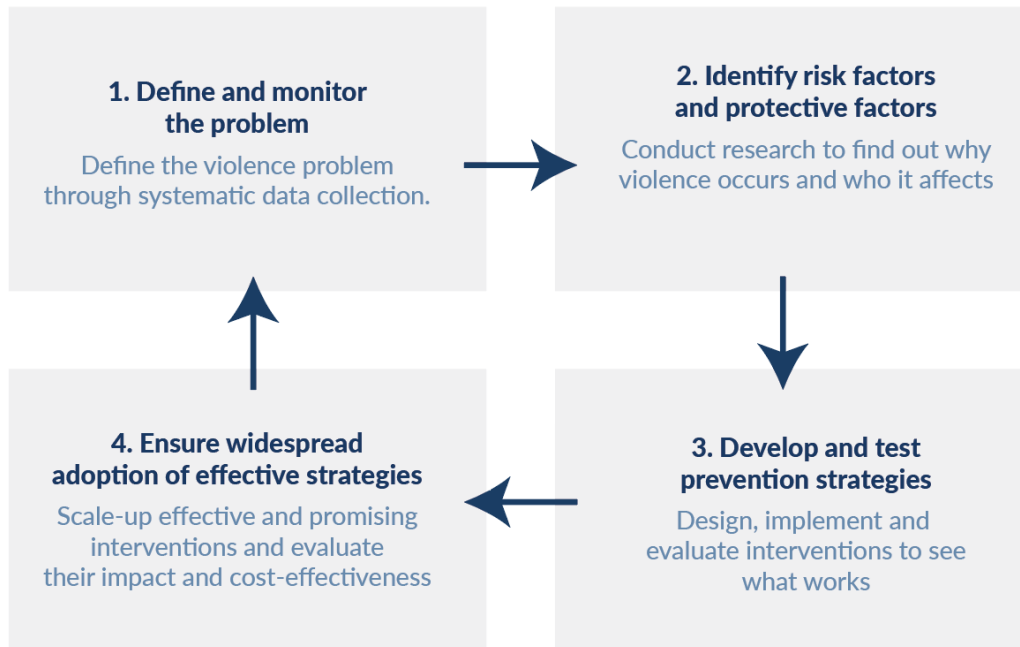 1. Define and monitor
the problem
Define the violence problem
through systematic data collection.
2. Identify risk factors
and protective factors
Conduct research to find out why
violence occurs and who it affects
3. Develop and test
prevention strategies
Design, implement and
evaluate interventions to see
what works
4. Ensure widespread
adoption of effective strategies
Scale-up effective and promising
interventions and evaluate
their impact and cost-effectiveness